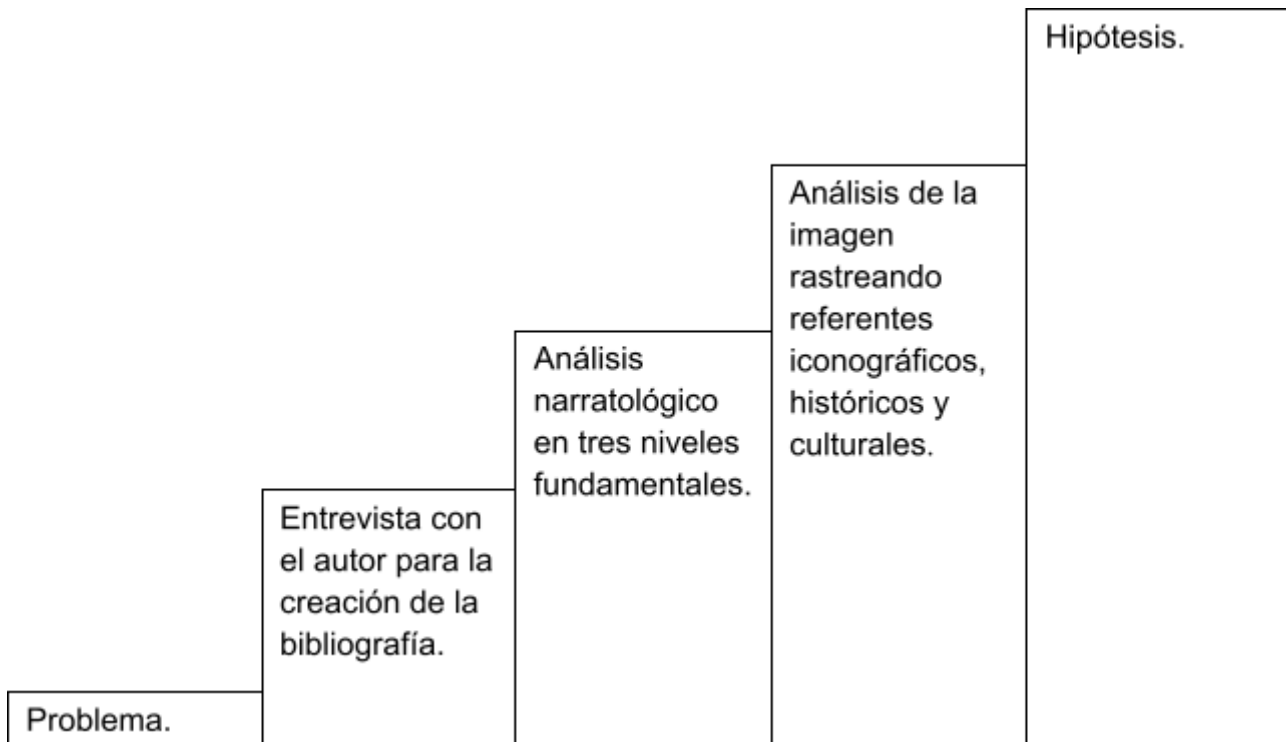 Problema.
Entrevista con
el autor para la
creación de la
bibliografía.
Análisis
narratológico
en tres niveles
fundamentales.
Análisis de la
imagen
rastreando
referentes
iconográficos,
históricos y
culturales.
Hipótesis.